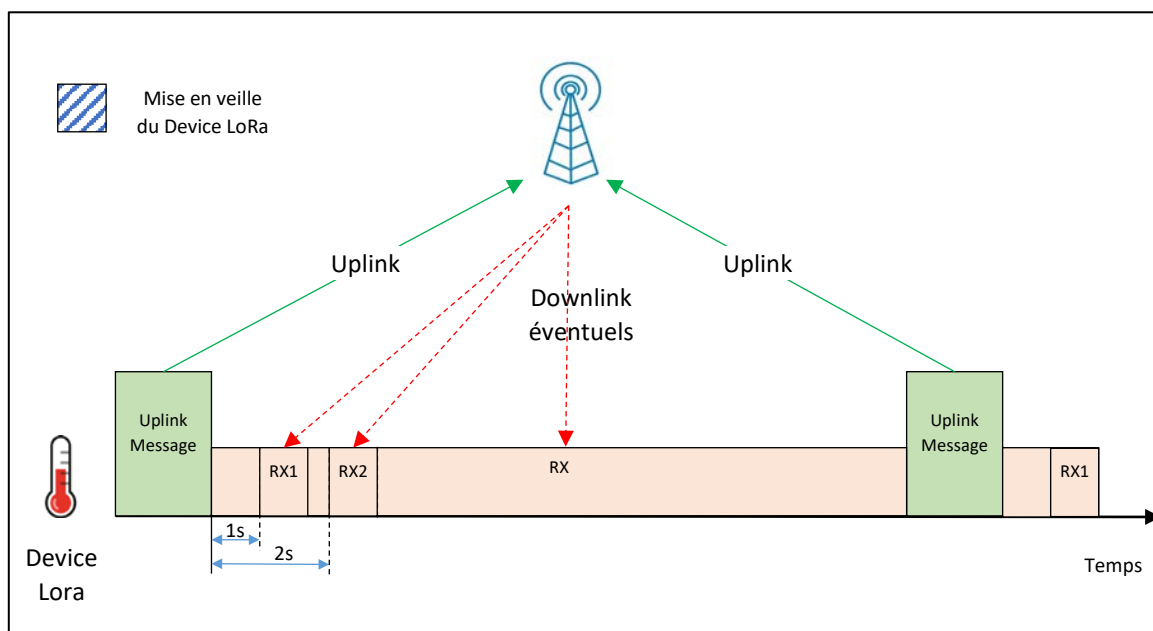 Mise en veille
du Device LoRa
Uplink
Uplink
Downlink
éventuels
Uplink
Message
Uplink
Message
RX1
RX2
RX
RX1
1s
2s
Device
Lora
Temps